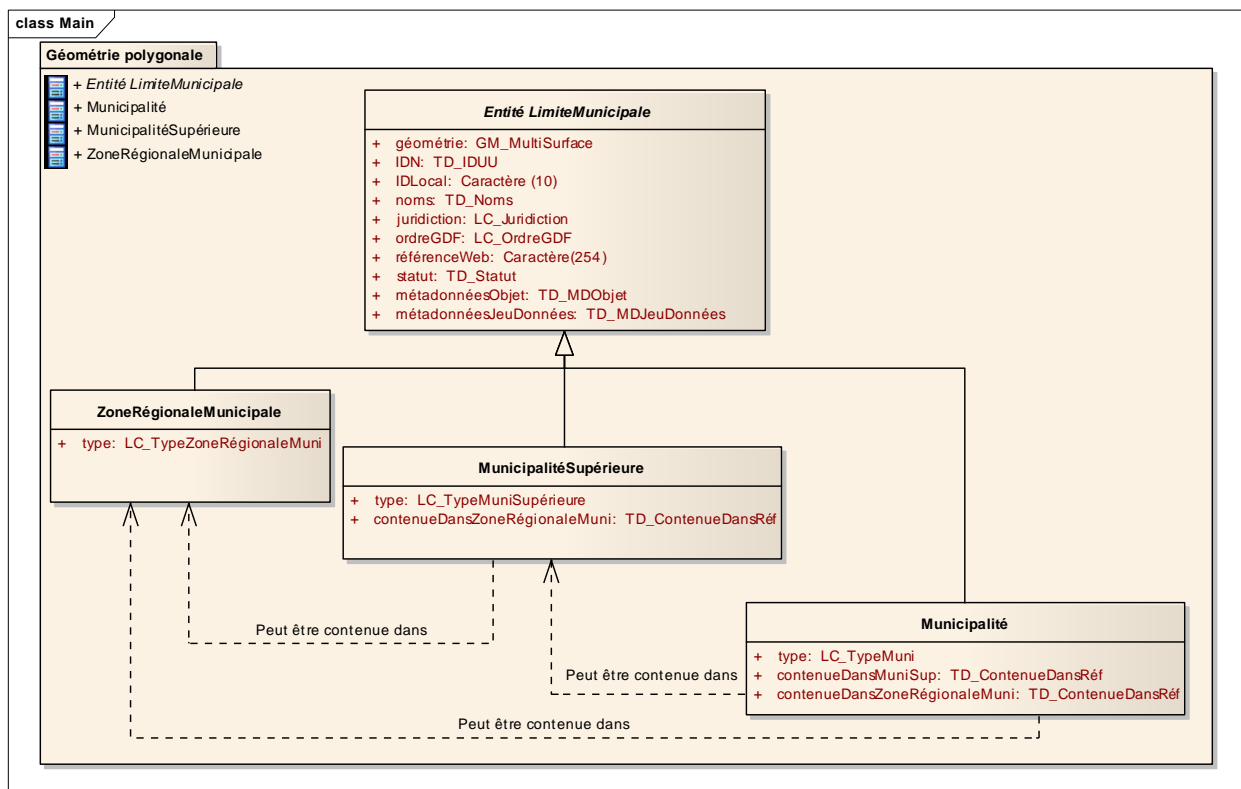 class Main
Géométrie polygonale
+ Entité LimiteMunicipale
+ Municipalité
+ MunicipalitéSupérieure
+ ZoneRégionaleMunicipale
Entité LimiteMunicipale
+ géométrie: GM_MultiSurface
+ IDN: TD_IDUU
+ IDLocal: Caractère (10)
+ noms: TD_Noms
+ juridiction: LC_Juridiction
+ ordreGDF: LC_OrdreGDF
+ référenceWeb: Caractère(254)
+ statut: TD_Statut
+ métadonnéesObjet: TD_MDObjet
+ métadonnéesJeuDonnées: TD_MDJeuDonnées
ZoneRégionaleMunicipale
+ type: LC_TypeZoneRégionaleMuni
MunicipalitéSupérieure
+ type: LC_TypeMuniSupérieure
+ contenueDansZoneRégionaleMuni: TD_ContenueDansRéf
Municipalité
+ type: LC_TypeMuni
+ contenueDansMuniSup: TD_ContenueDansRéf
+ contenueDansZoneRégionaleMuni: TD_ContenueDansRéf
Peut être contenue dans
Peut être contenue dans
Peut être contenue dans